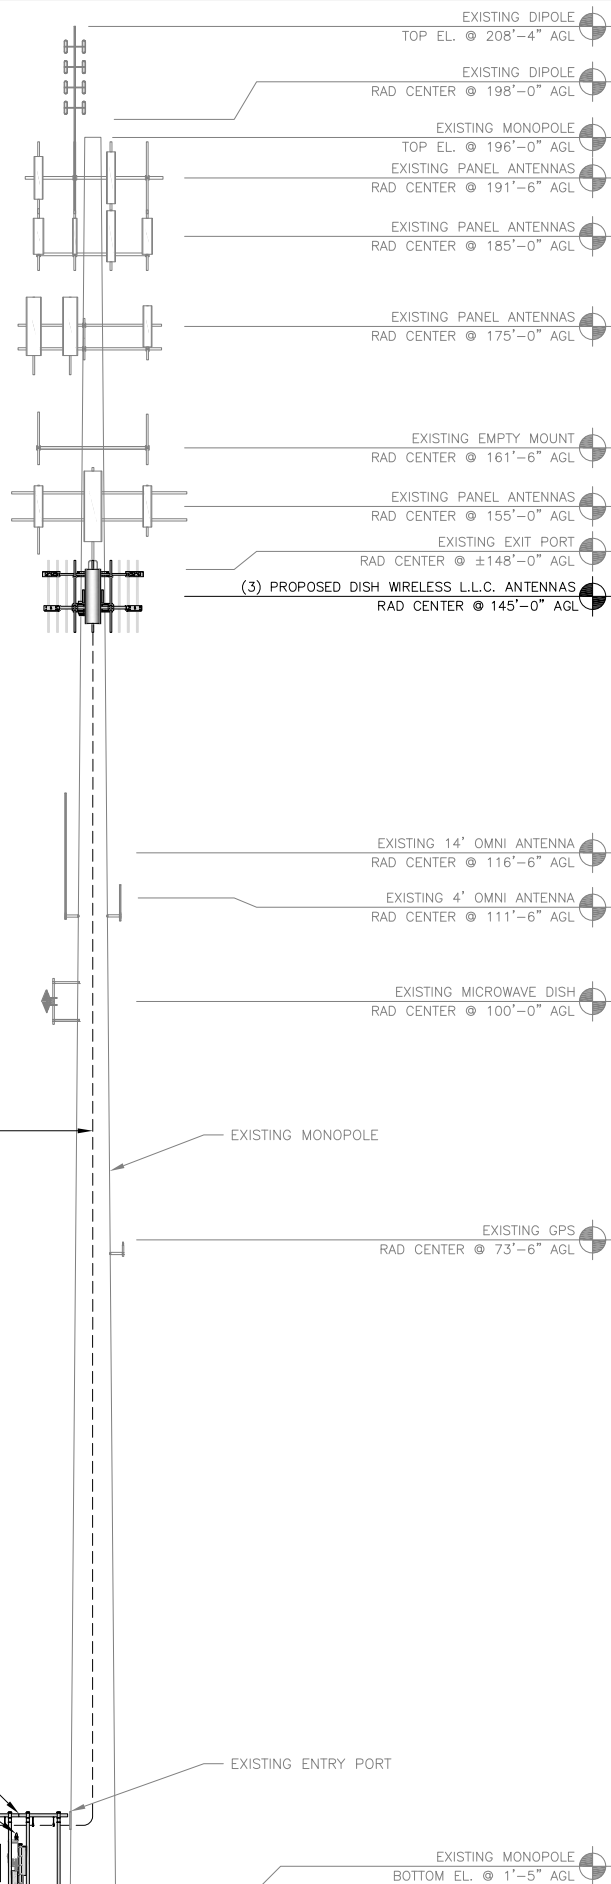 EXISTING DIPOLE
TOP EL. @ 208'-4" AGL
EXISTING DIPOLE
RAD CENTER @ 198'-0" AGL
EXISTING MONOPOLE
TOP EL. @ 196'-0" AGL
EXISTING PANEL ANTENNAS
RAD CENTER @ 191'-6" AGL
EXISTING PANEL ANTENNAS
RAD CENTER @ 185'-0" AGL
EXISTING PANEL ANTENNAS
RAD CENTER @ 175'-0" AGL
EXISTING EMPTY MOUNT
RAD CENTER @ 161'-6" AGL
EXISTING PANEL ANTENNAS
RAD CENTER @ 155'-0" AGL
EXISTING EXIT PORT
RAD CENTER @ ±148'-0" AGL
(3) PROPOSED DISH WIRELESS L.L.C. ANTENNAS
RAD CENTER @ 145'-0" AGL
EXISTING 14' OMNI ANTENNA
RAD CENTER @ 116'-6" AGL
EXISTING 4' OMNI ANTENNA
RAD CENTER @ 111'-6" AGL
EXISTING MICROWAVE DISH
RAD CENTER @ 100'-0" AGL
EXISTING MONOPOLE
EXISTING GPS
RAD CENTER @ 73'-6" AGL
EXISTING ENTRY PORT
EXISTING MONOPOLE
BOTTOM EL. @ 1'-5" AGL